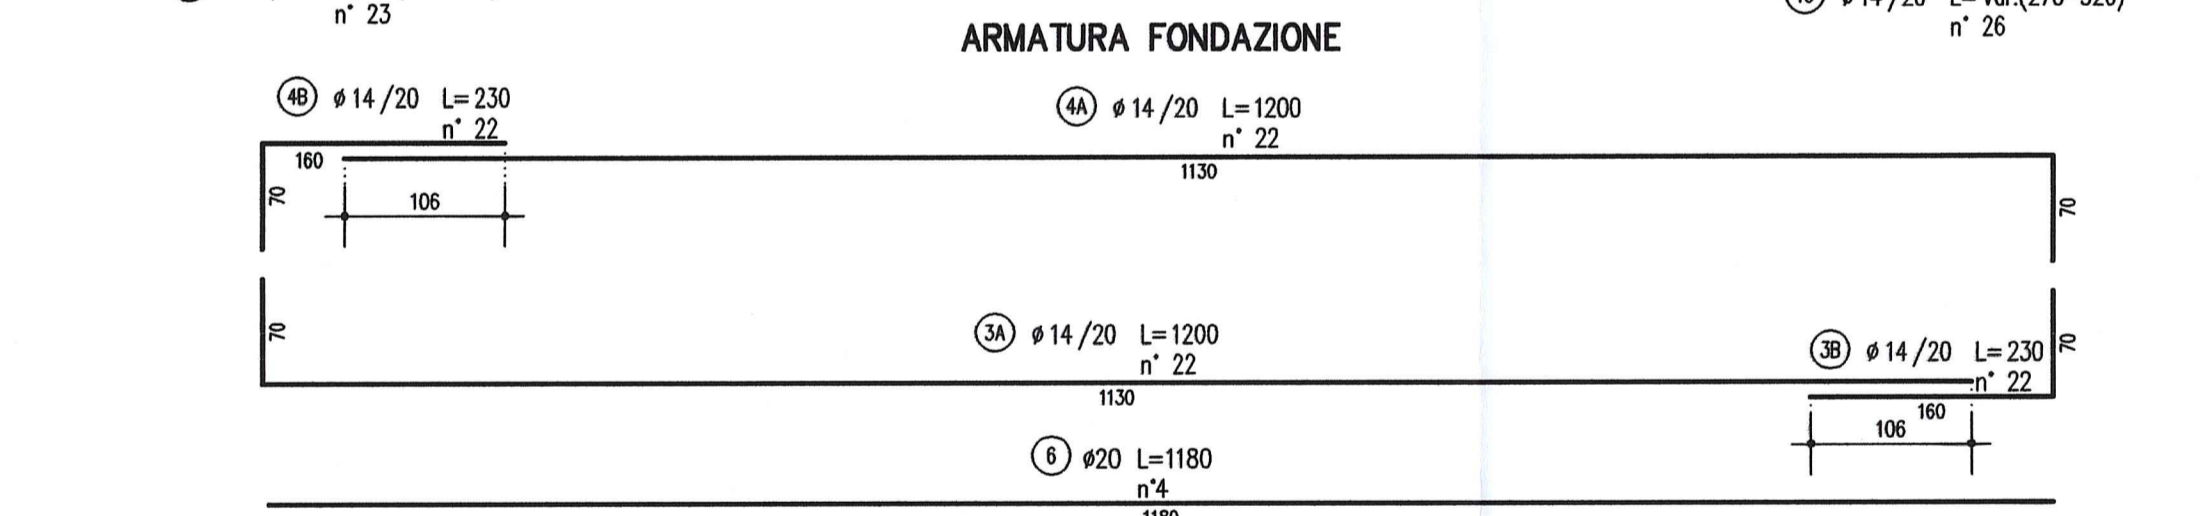 n° 23
ARMATURA FONDAZIONE
n° 26
4B ø 14 /20 L= 230
n° 22
4A ø 14 /20 L=1200
n° 22
160
1130
70
106
70
70
3A ø 14 /20 L=1200
n° 22
3B ø 14 /20 L= 230
n° 22
70
1130
160
106
6 ø20 L=1180
n°4
1180